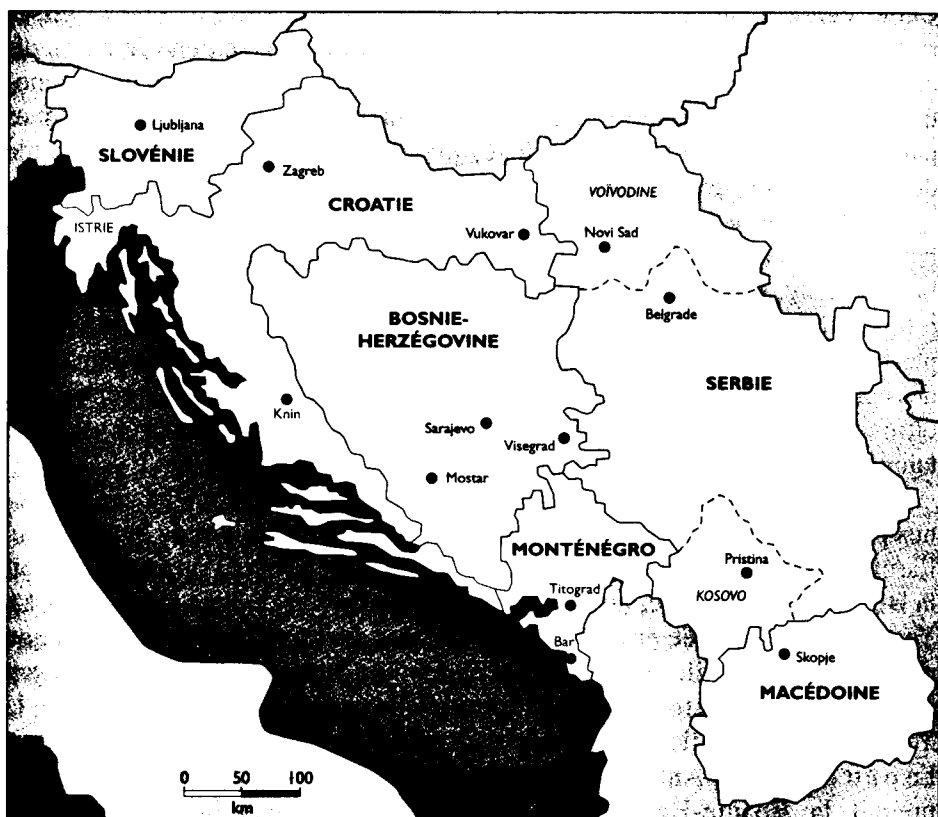 Ljubljana
SLOVÉNIE
Zagreb
CROATIE
VOÏVODINE
ISTRIE
Vukovar
Novi Sad
BOSNIE-
HERZÉGOVINE
Belgrade
SERBIE
Knin
Sarajevo
Visegrad
Mostar
MONTÉNÉGRO
Pristina
Titograd
KOSOVO
Bar
Skopje
MACÉDOINE
0 50 100
km